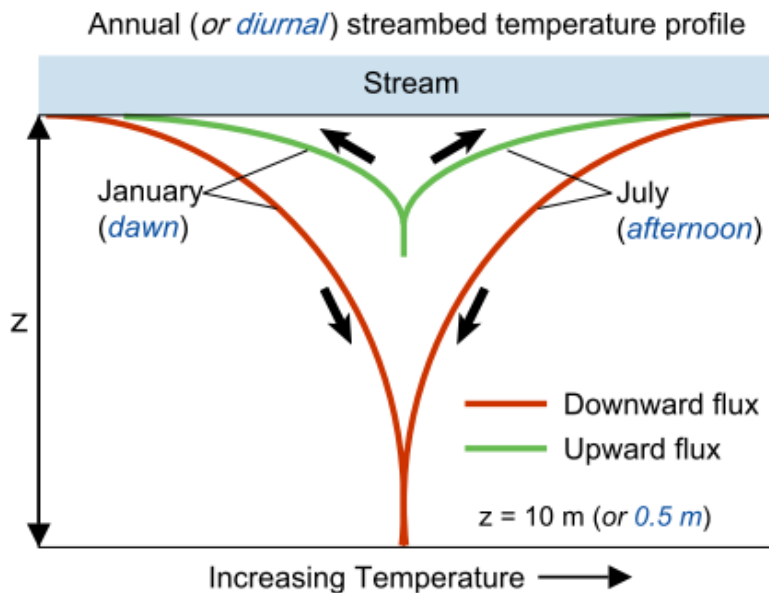 Annual (or diurnal) streambed temperature profile
Stream
January
(dawn)
July
(afternoon)
z
Downward flux
Upward flux
z = 10 m (or 0.5 m)
Increasing Temperature